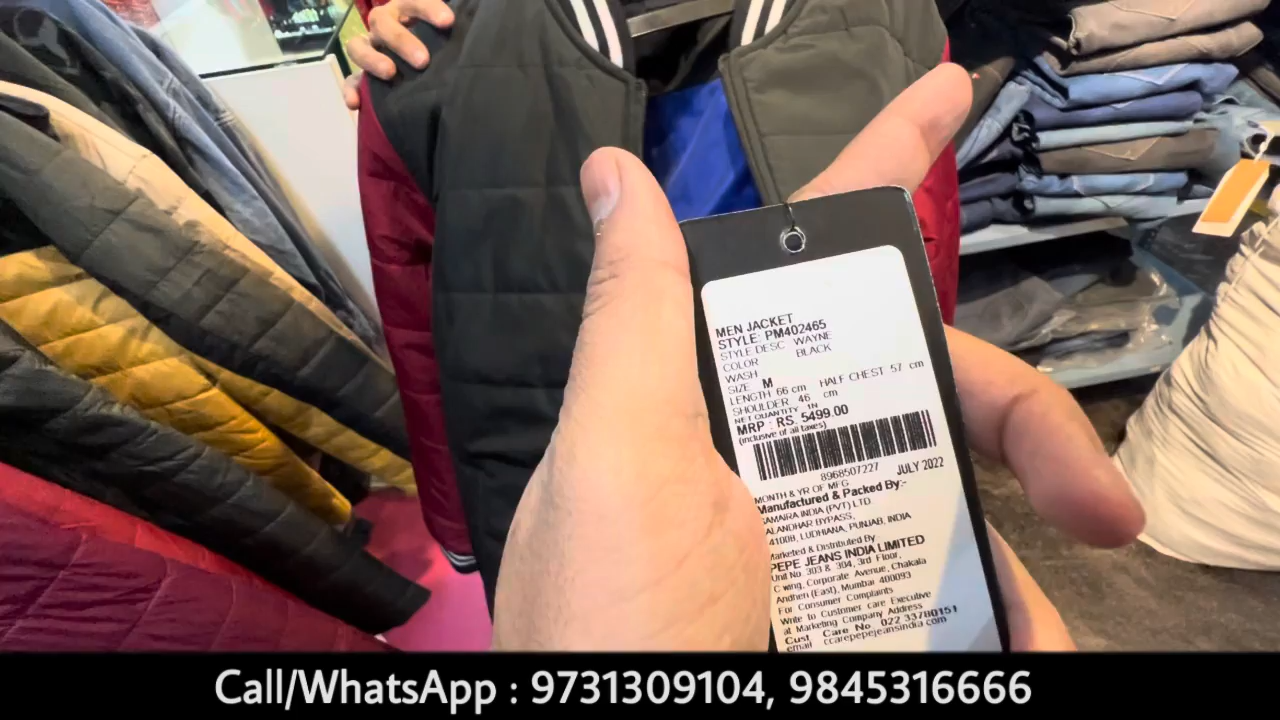 MEN JACKET
STYLE: PM402465
STYLE DESC WAYNE
COLOR BLACK
WASH
SIZE M
LENGTH 66 cm HALF CHEST 57 cm
SHOULDER 46 cm
NET QUANTITY 1N
MRP : RS. 5499.00
(inclusive of all taxes)
8968507227
MONTH & YR OF MFG JULY 2022
Manufactured & Packed By:-
SAMAIRA INDIA (PVT) LTD
ALANDHAR BYPASS,
41008, LUDHIANA, PUNJAB, INDIA
Marketed & Distributed By
PEPE JEANS INDIA LIMITED
Unit No. 303 & 304, 3rd Floor,
C wing, Corporate Avenue, Chakala
Andheri (East), Mumbai 400093
For Consumer Complaints
Write to Customer care Executive
at Marketing Company Address
Cust. Care No. 022 33780151
email ccarepepejeansindia.com
Call/WhatsApp : 9731309104, 9845316666